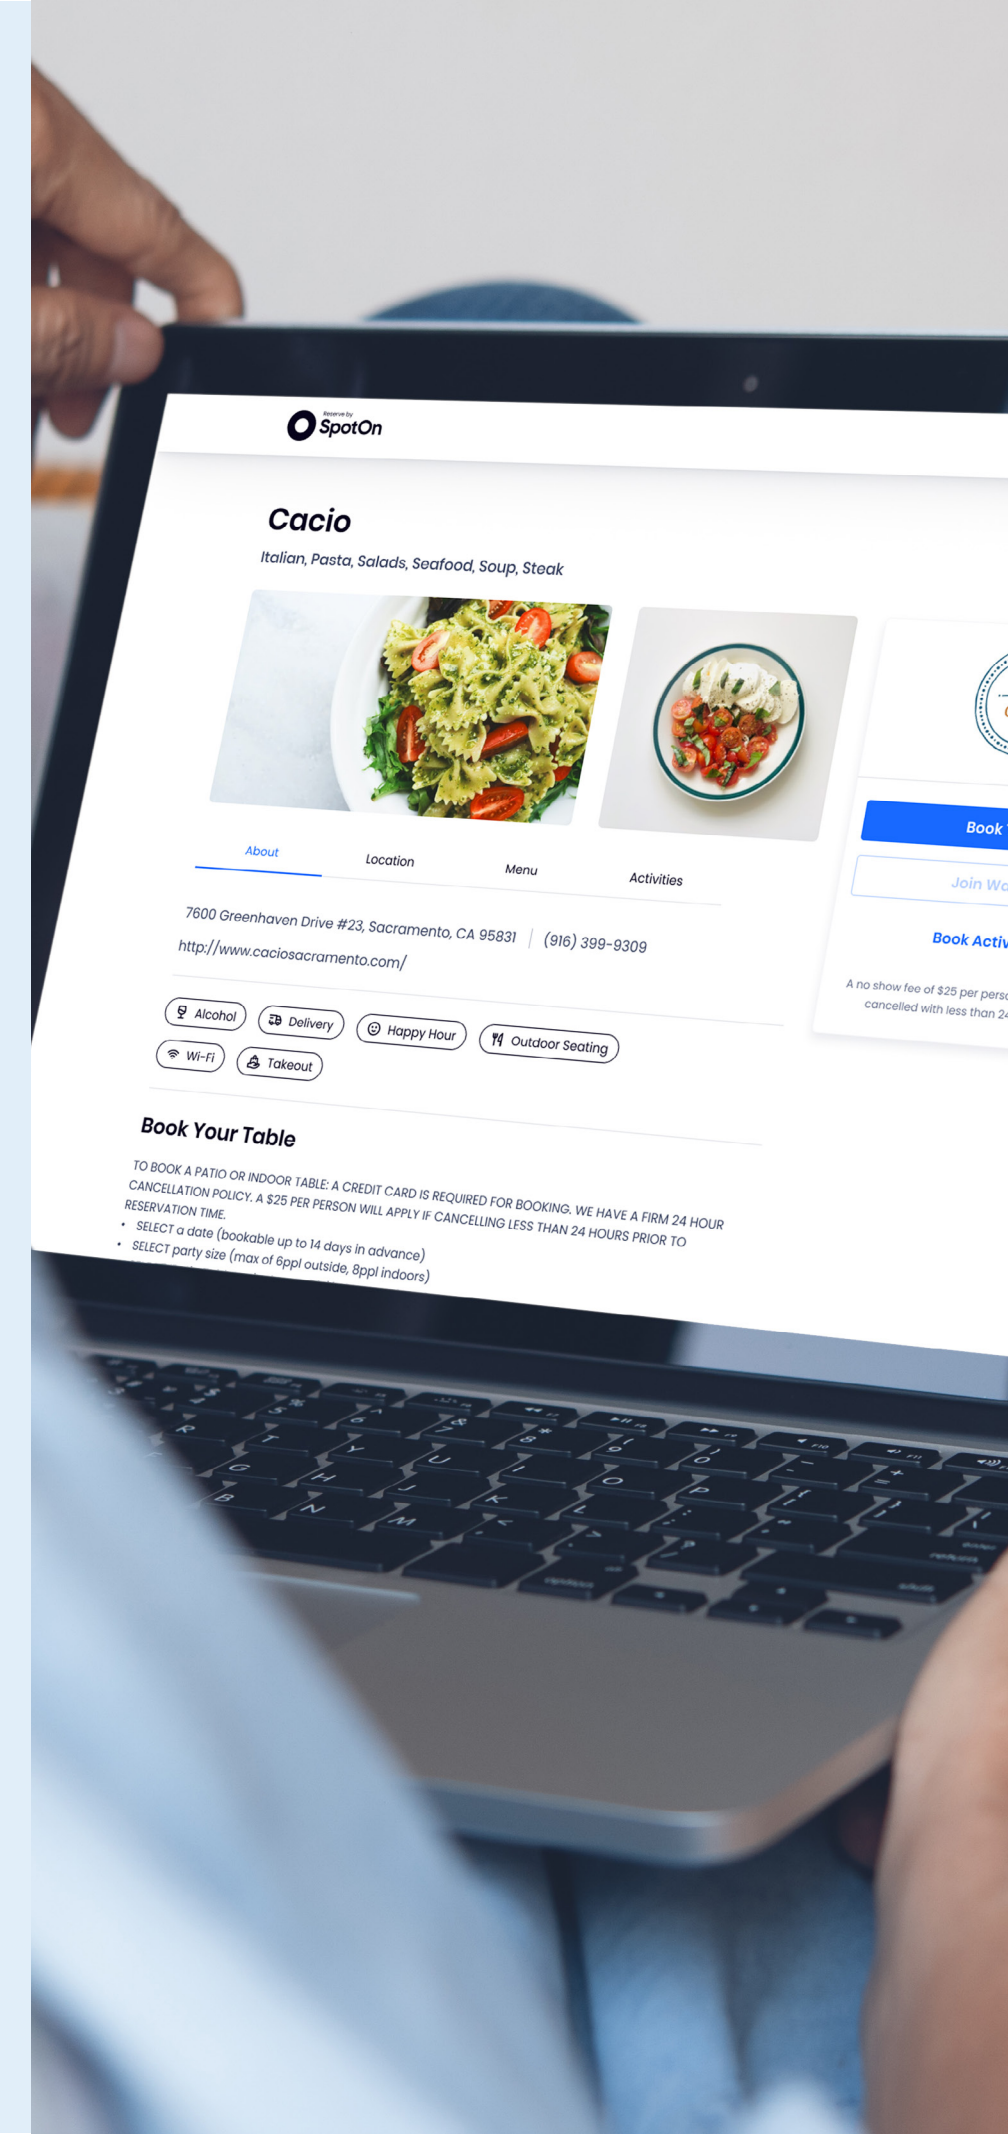 Reserve by
SpotOn
Cacio
Italian, Pasta, Salads, Seafood, Soup, Steak
About
Location
Menu
Activities
7600 Greenhaven Drive #23, Sacramento, CA 95831 | (916) 399-9309
http://www.caciosacramento.com/
Alcohol
Delivery
Happy Hour
Outdoor Seating
Wi-Fi
Takeout
Book Your Table
TO BOOK A PATIO OR INDOOR TABLE: A CREDIT CARD IS REQUIRED FOR BOOKING. WE HAVE A FIRM 24 HOUR
CANCELLATION POLICY. A $25 PER PERSON WILL APPLY IF CANCELLING LESS THAN 24 HOURS PRIOR TO
RESERVATION TIME.
• SELECT a date (bookable up to 14 days in advance)
• SELECT party size (max of 6ppl outside, 8ppl indoors)
Book
Join
Book
A no show fee of $25 per
cancelled with less than
R T Y U I O P
G H J K L
B N M
option
return
shift